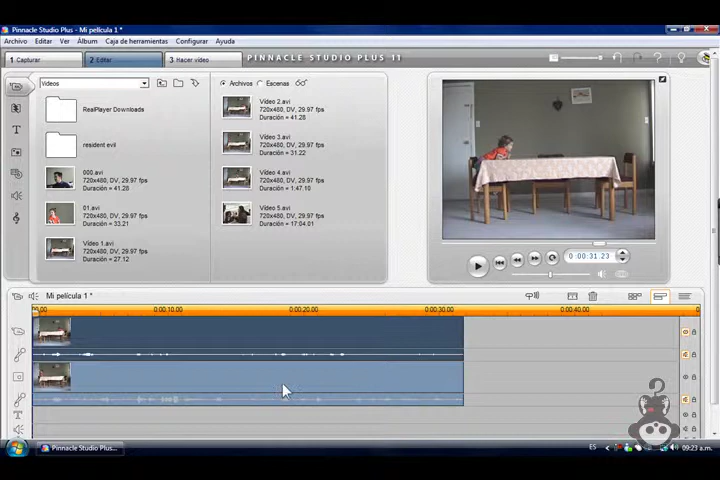 Pinnacle Studio Plus - Mi película 1 *
Archivo Editar Ver Álbum Caja de herramientas Configurar Ayuda
PINNACLE STUDIO PLUS 11
1 Capturar 2 Editar 3 Hacer vídeo
Videos
Archivos Escenas
RealPlayer Downloads
resident evil
000.avi
720x480, DV, 29.97 fps
Duración = 41.28
01.avi
720x480, DV, 29.97 fps
Duración = 33.21
Vídeo 1.avi
720x480, DV, 29.97 fps
Duración = 27.12
Vídeo 2.avi
720x480, DV, 29.97 fps
Duración = 41.28
Vídeo 3.avi
720x480, DV, 29.97 fps
Duración = 31.22
Vídeo 4.avi
720x480, DV, 29.97 fps
Duración = 1:47.10
Vídeo 5.avi
720x480, DV, 29.97 fps
Duración = 17:04.01
0:00:31.23
Mi película 1 *
0:00:10.00 0:00:20.00 0:00:30.00 0:00:40.00
Pinnacle Studio Plus...
ES
09:23 a.m.